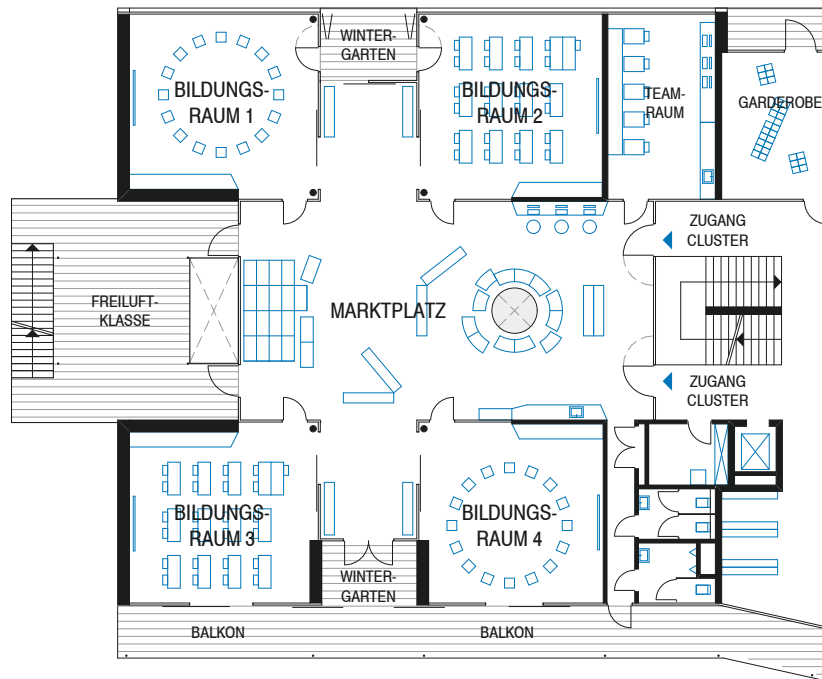 WINTER-
GARTEN
BILDUNGS-
RAUM 1
BILDUNGS-
RAUM 2
TEAM-
RAUM
GARDEROBE
ZUGANG
CLUSTER
FREILUFT-
KLASSE
MARKTPLATZ
ZUGANG
CLUSTER
BILDUNGS-
RAUM 3
BILDUNGS-
RAUM 4
WINTER-
GARTEN
BALKON
BALKON